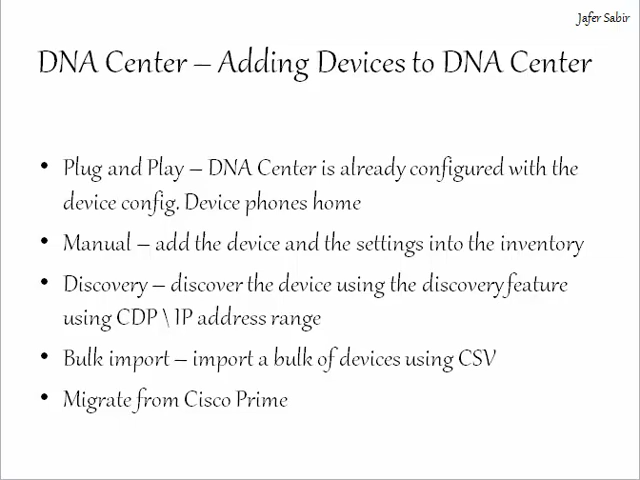 Jafer Sabir
DNA Center – Adding Devices to DNA Center
• Plug and Play – DNA Center is already configured with the
device config. Device phones home
• Manual – add the device and the settings into the inventory
• Discovery – discover the device using the discovery feature
using CDP \ IP address range
• Bulk import – import a bulk of devices using CSV
• Migrate from Cisco Prime